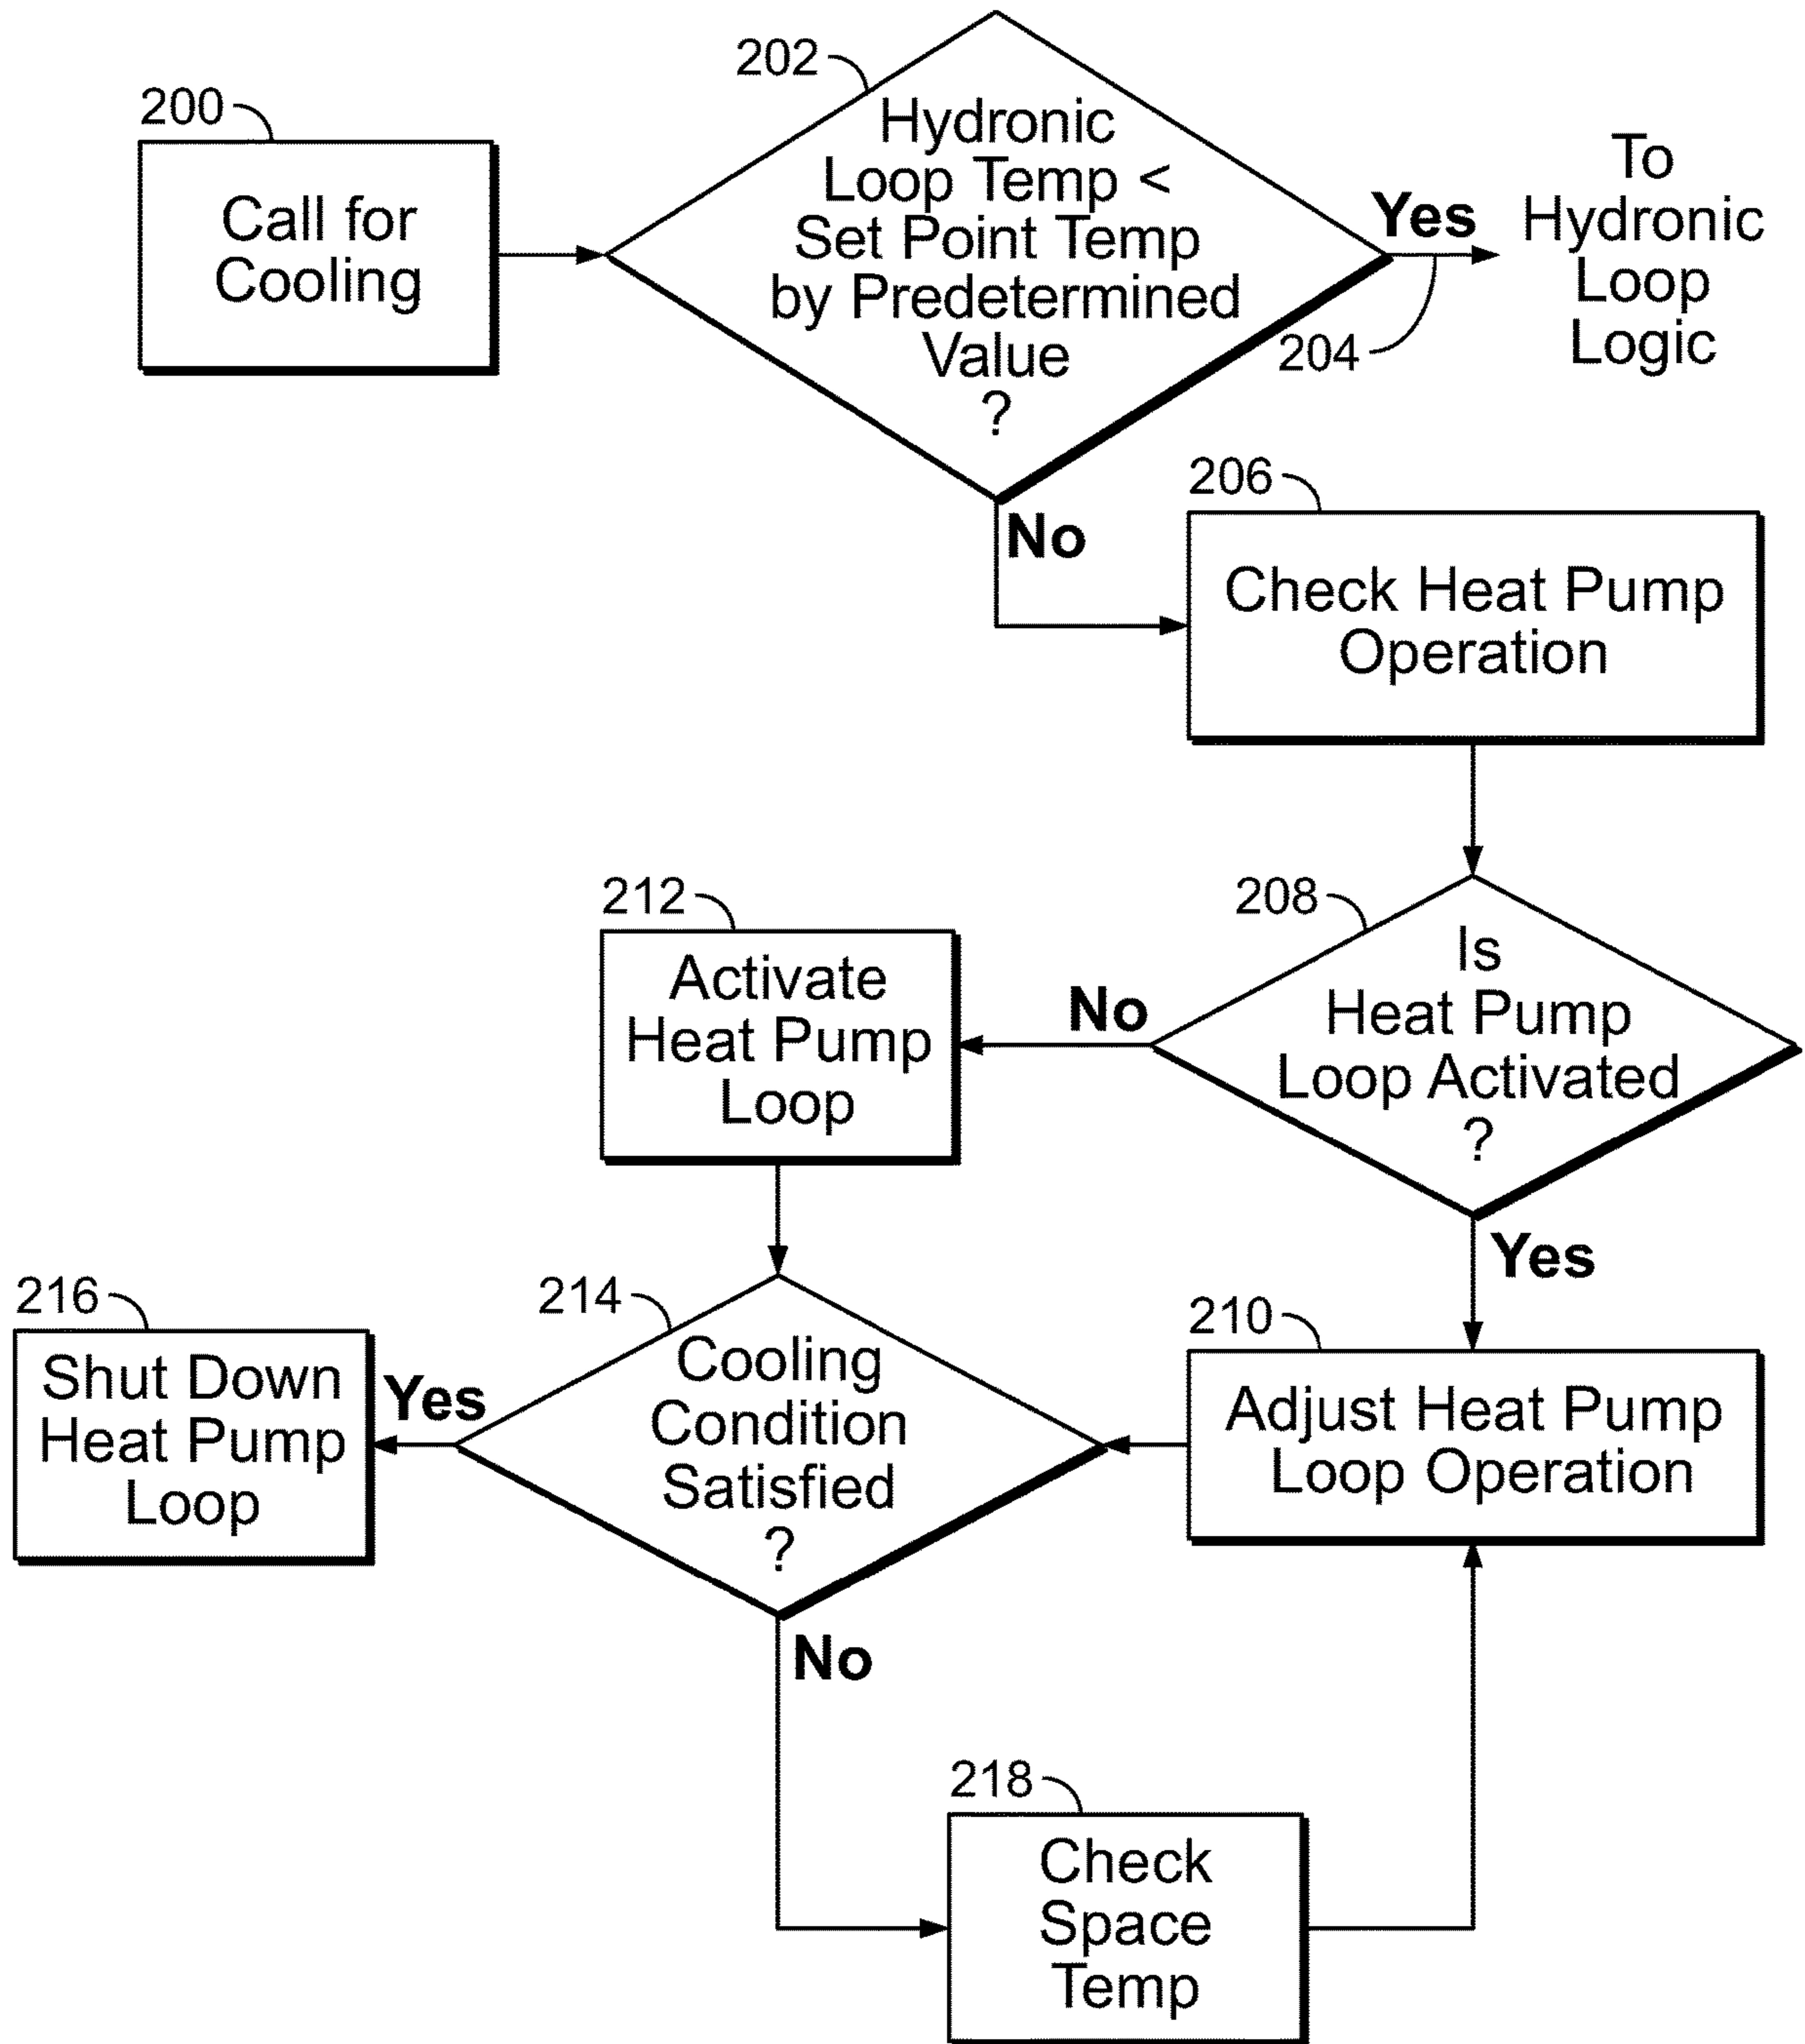 200
Call for
Cooling
202
Hydronic
Loop Temp <
Set Point Temp
by Predetermined
Value
?
Yes
204
To
Hydronic
Loop
Logic
No
206
Check Heat Pump
Operation
208
Is
Heat Pump
Loop Activated
?
No
212
Activate
Heat Pump
Loop
Yes
210
Adjust Heat Pump
Loop Operation
214
Cooling
Condition
Satisfied
?
Yes
216
Shut Down
Heat Pump
Loop
No
218
Check
Space
Temp